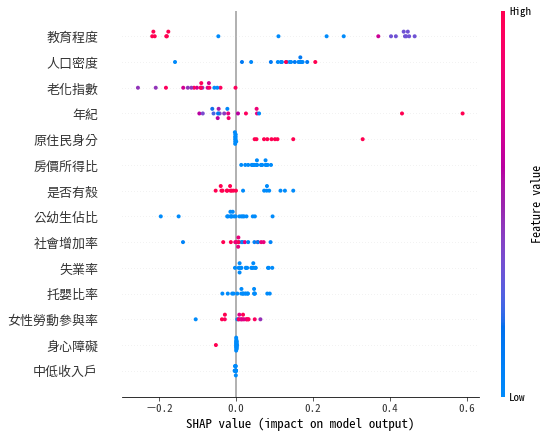 High
教育程度
人口密度
老化指數
年紀
原住民身分
房價所得比
是否有殼
公幼生佔比
社會增加率
失業率
托嬰比率
女性勞動參與率
身心障礙
中低收入戶
Feature value
Low
−0.2 0.0 0.2 0.4 0.6
SHAP value (impact on model output)